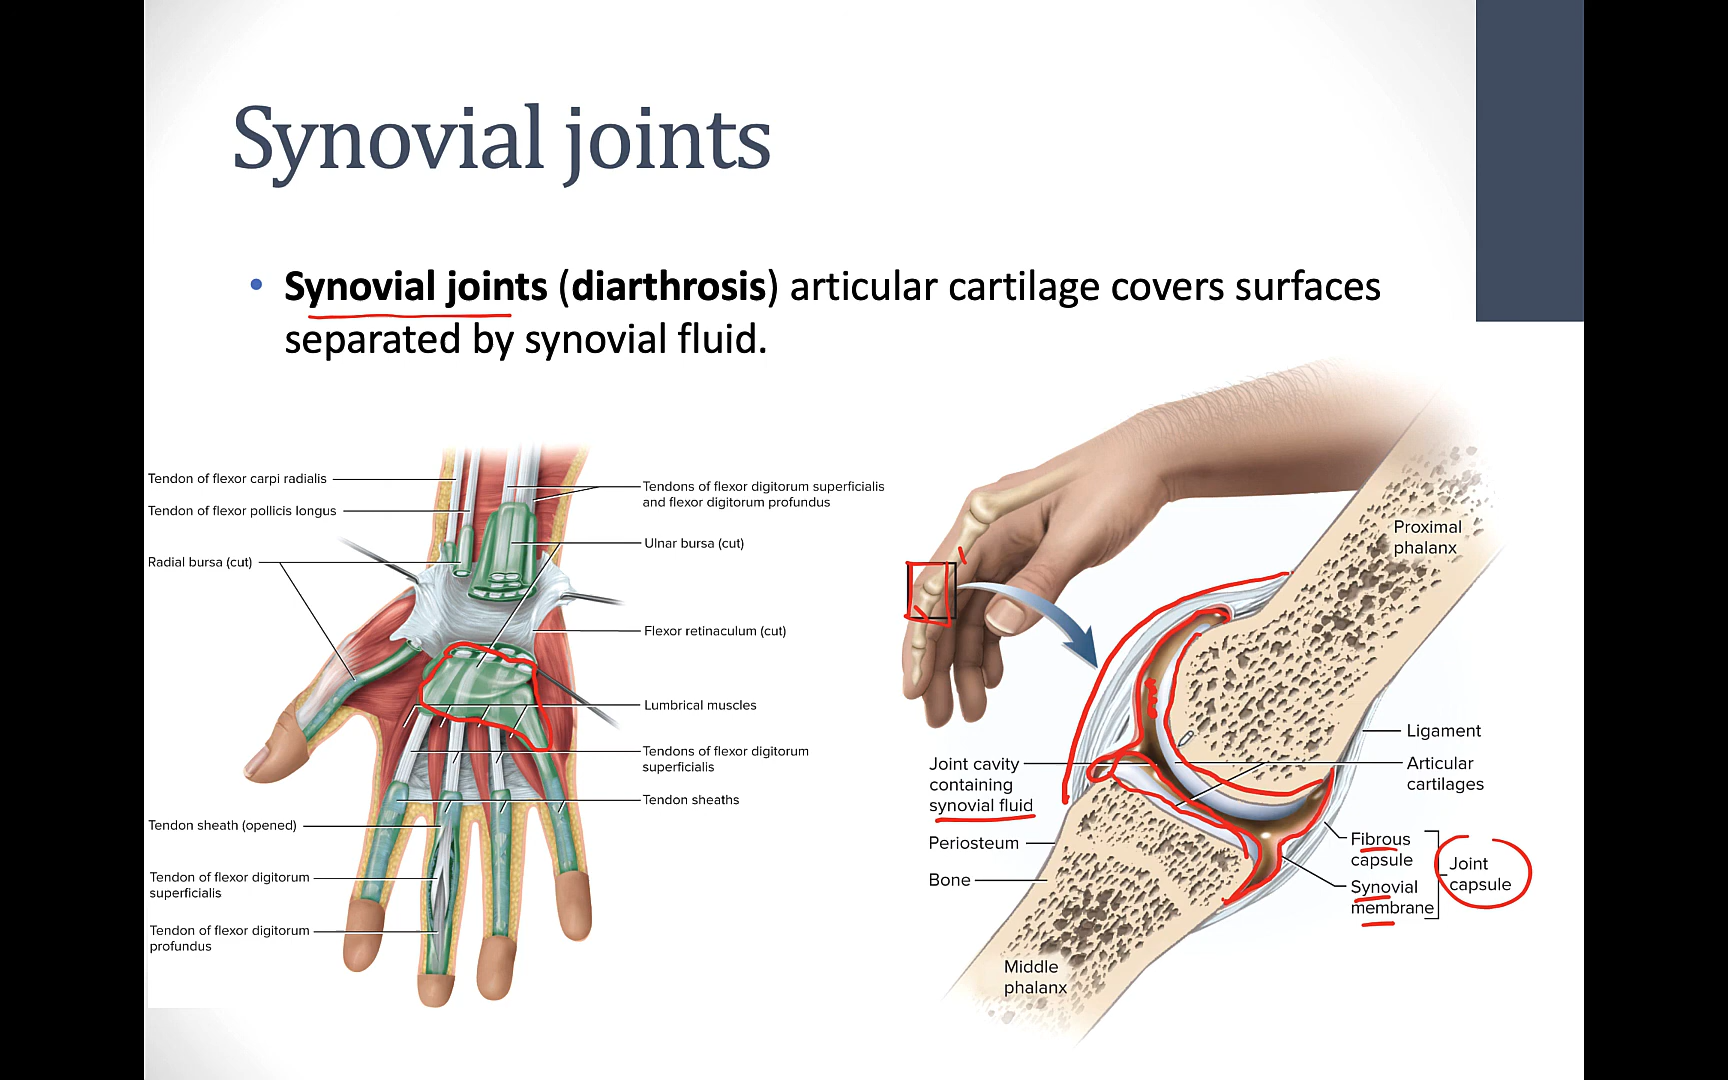 Synovial joints
• Synovial joints (diarthrosis) articular cartilage covers surfaces
separated by synovial fluid.
Tendon of flexor carpi radialis
Tendon of flexor pollicis longus
Radial bursa (cut)
Tendon sheath (opened)
Tendon of flexor digitorum
superficialis
Tendon of flexor digitorum
profundus
Tendons of flexor digitorum superficialis
and flexor digitorum profundus
Ulnar bursa (cut)
Flexor retinaculum (cut)
Lumbrical muscles
Tendons of flexor digitorum
superficialis
Tendon sheaths
Proximal
phalanx
Joint cavity
containing
synovial fluid
Periosteum
Bone
Middle
phalanx
Ligament
Articular
cartilages
Fibrous
capsule
Synovial
membrane
Joint
capsule